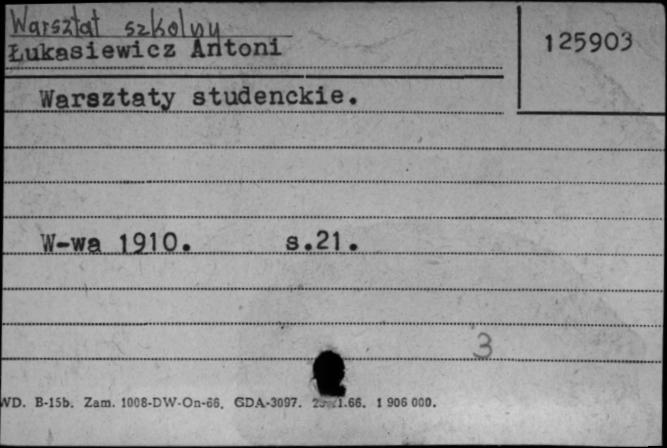 Warsztat szkolny
Łukasiewicz Antoni
125903
Warsztaty studenckie.
W-wa 1910. s.21.
3
WD. B-15b. Zam. 1008-DW-On-66. GDA-3097. 1.66. 1 906 000.